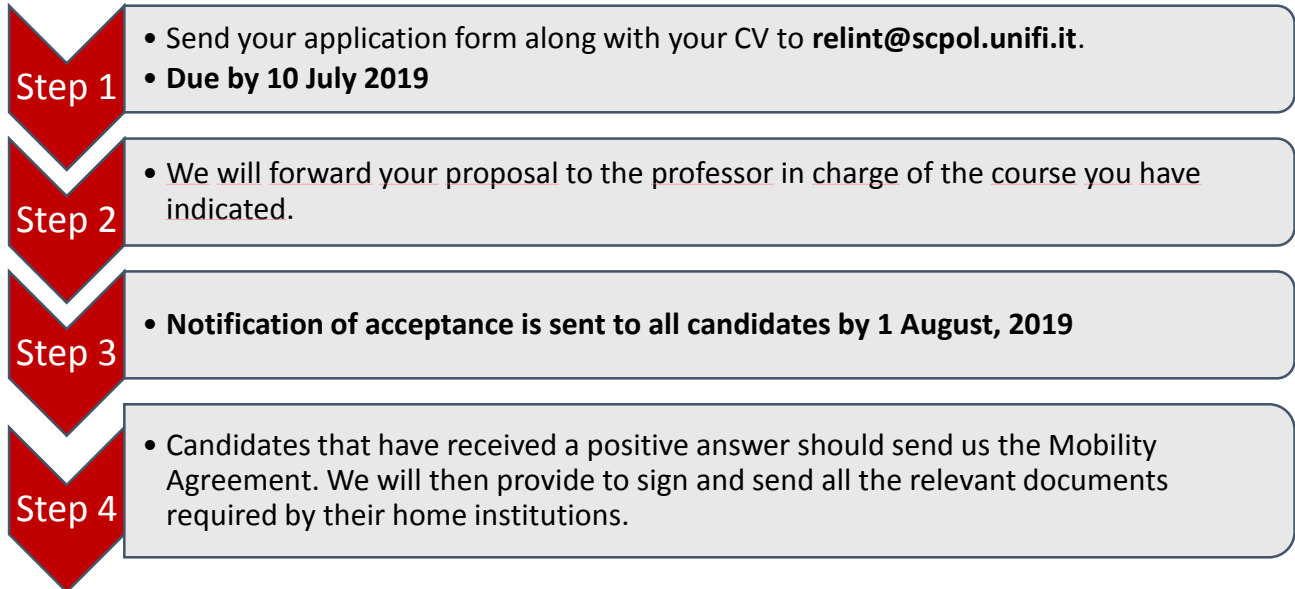 Step 1
• Send your application form along with your CV to relint@scpol.unifi.it.
• Due by 10 July 2019
Step 2
• We will forward your proposal to the professor in charge of the course you have
indicated.
Step 3
• Notification of acceptance is sent to all candidates by 1 August, 2019
Step 4
• Candidates that have received a positive answer should send us the Mobility
Agreement. We will then provide to sign and send all the relevant documents
required by their home institutions.